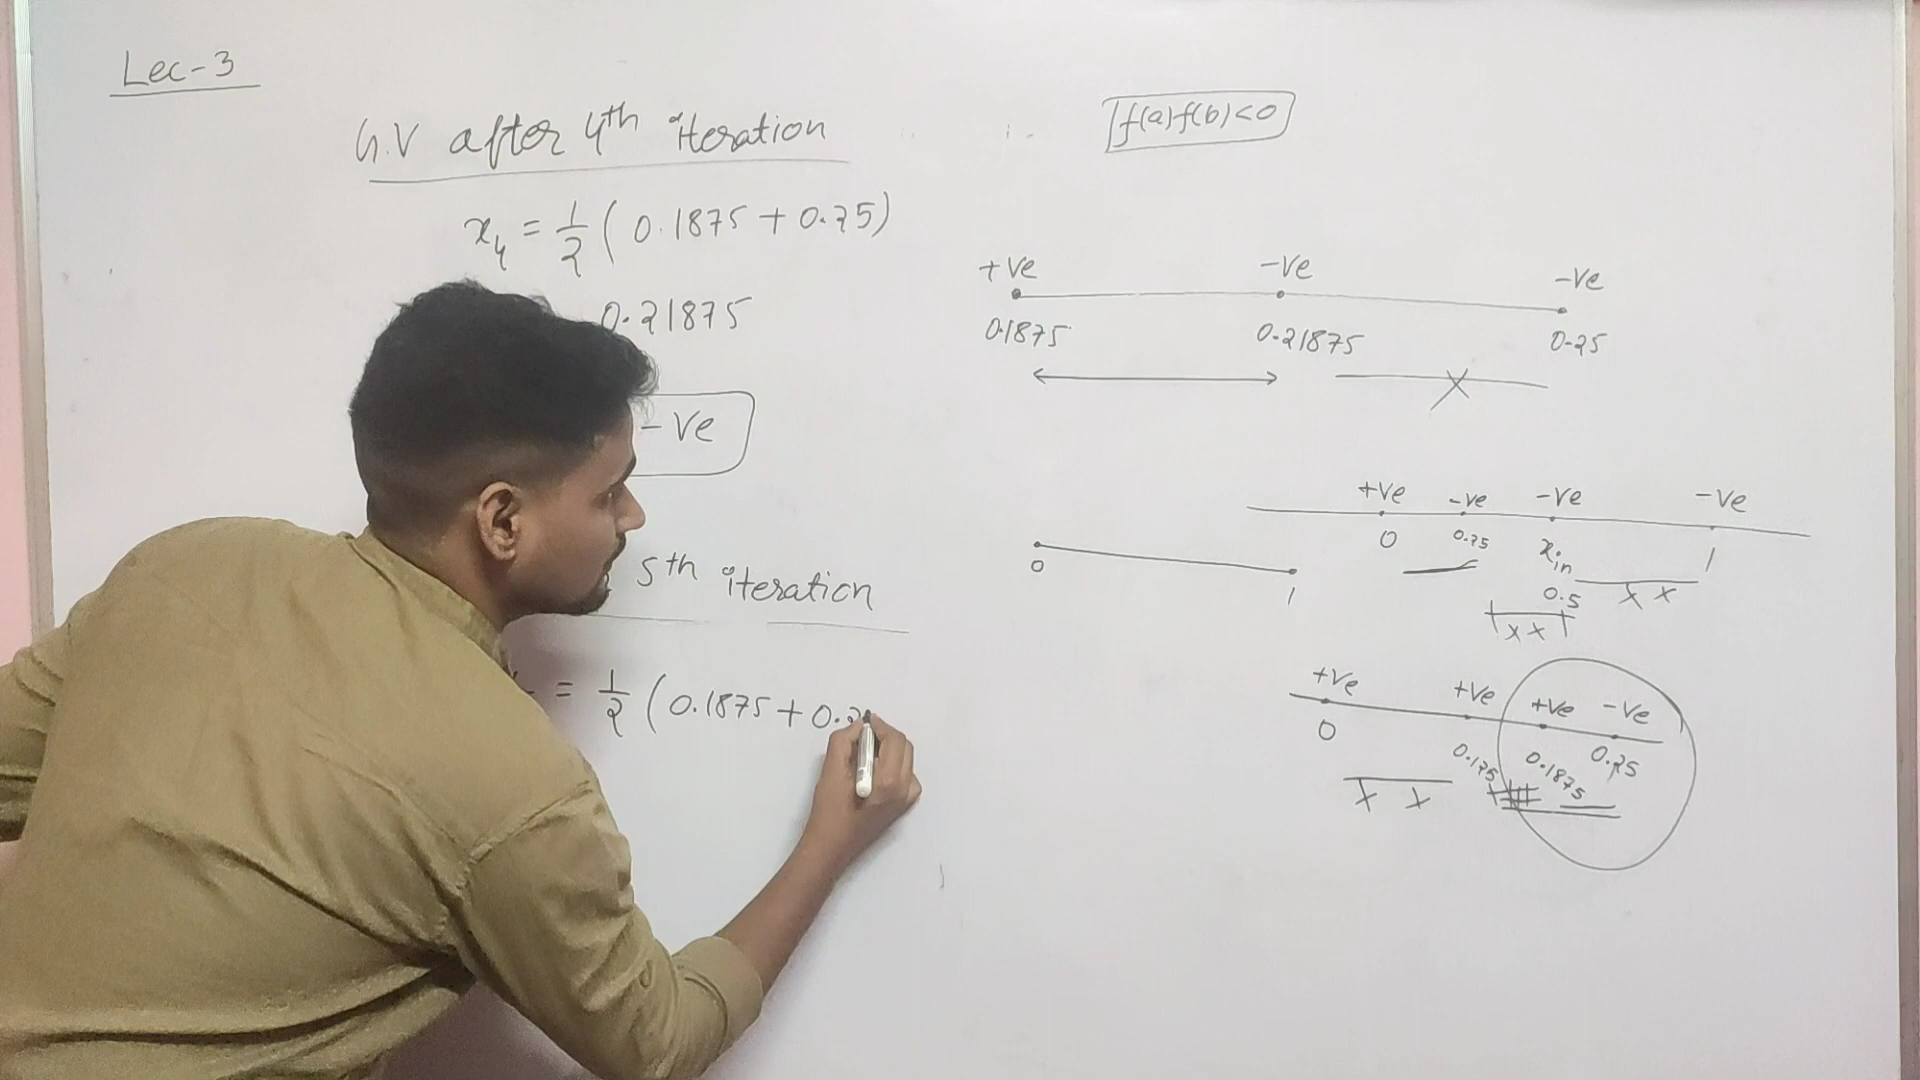 Lec-3
G.V after 4th iteration
x4 = 1/2 ( 0.1875 + 0.25)
0.21875
-Ve
5th iteration
= 1/2 ( 0.1875 + 0.2
f(a)f(b)<0
+Ve -Ve -Ve
0.1875 0.21875 0.25
X
0 1
+Ve -Ve -Ve -Ve
0 0.25 xin 1
0.5 X X
X X
+Ve +Ve +Ve -Ve
0 0.125 0.1875 0.25
X X